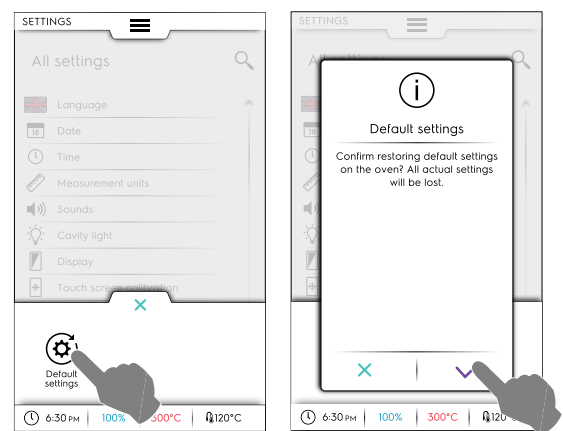 SETTINGS
All settings
Language
18
Date
Time
Measurement units
Sounds
Cavity light
Display
Touch screen calibration
Default
settings
6:30 PM 100% 300°C 120°C
SETTINGS
18
Default settings
Confirm restoring default settings
on the oven? All actual settings
will be lost.
6:30 PM 100% 300°C 120°C